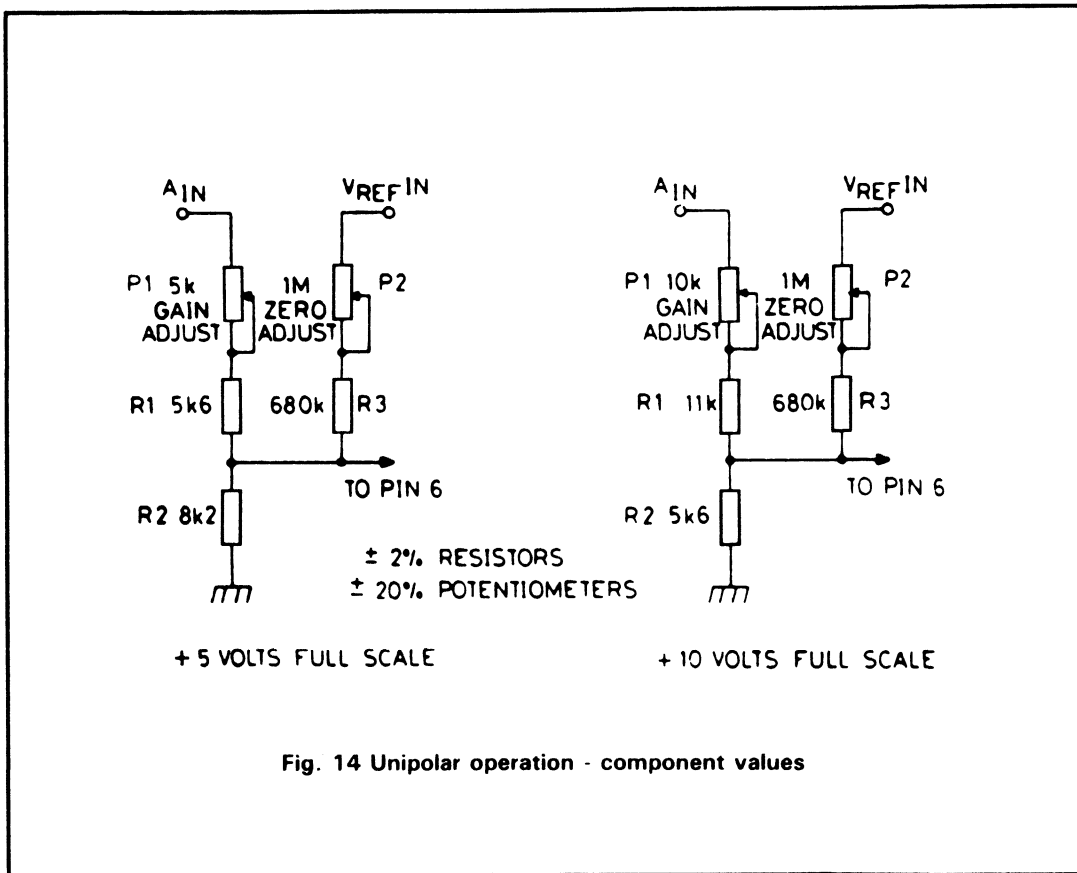 A IN
VREF IN
P1 5k
GAIN
ADJUST
1M
ZERO
ADJUST
P2
R1 5k6
680k R3
TO PIN 6
R2 8k2
± 2% RESISTORS
± 20% POTENTIOMETERS
+ 5 VOLTS FULL SCALE
A IN
VREF IN
P1 10k
GAIN
ADJUST
1M
ZERO
ADJUST
P2
R1 11k
680k R3
TO PIN 6
R2 5k6
+ 10 VOLTS FULL SCALE
Fig. 14 Unipolar operation - component values